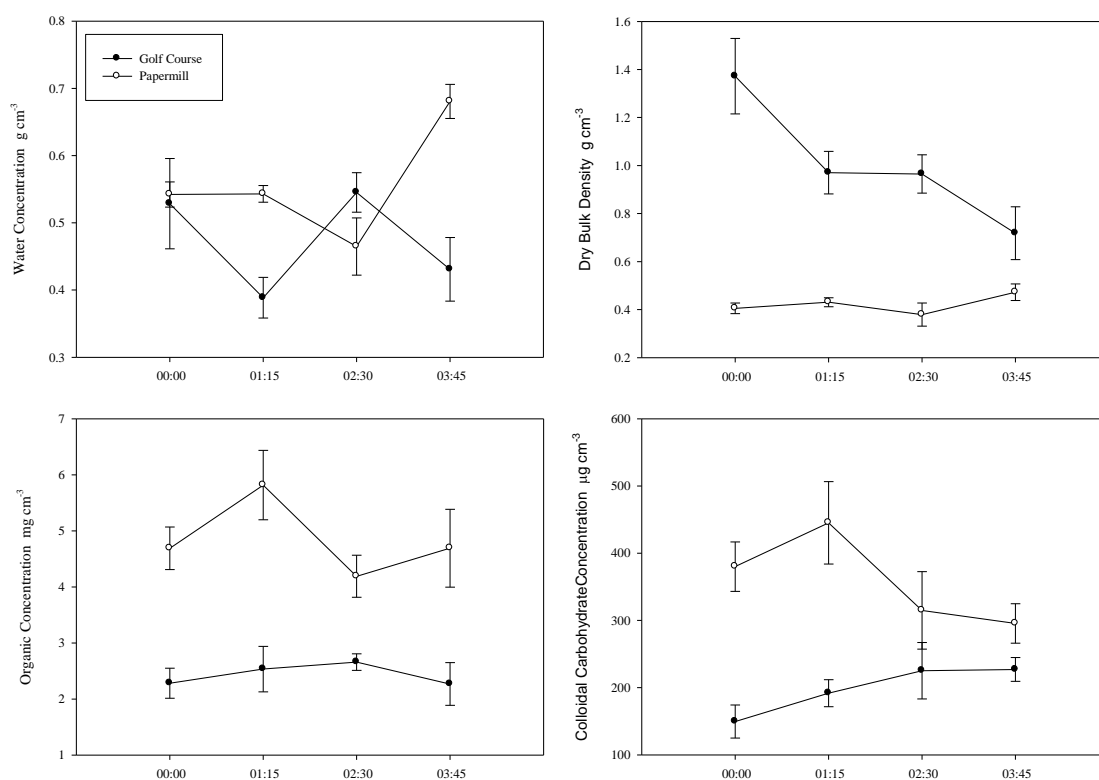 0.8
0.7
0.6
0.5
0.4
0.3
Water Concentration g cm-3
Golf Course
Papermill
00:00 01:15 02:30 03:45
1.6
1.4
1.2
1.0
0.8
0.6
0.4
0.2
Dry Bulk Density g cm-3
00:00 01:15 02:30 03:45
7
6
5
4
3
2
1
Organic Concentration mg cm-3
00:00 01:15 02:30 03:45
600
500
400
300
200
100
Colloidal CarbohydrateConcentration μg cm-3
00:00 01:15 02:30 03:45